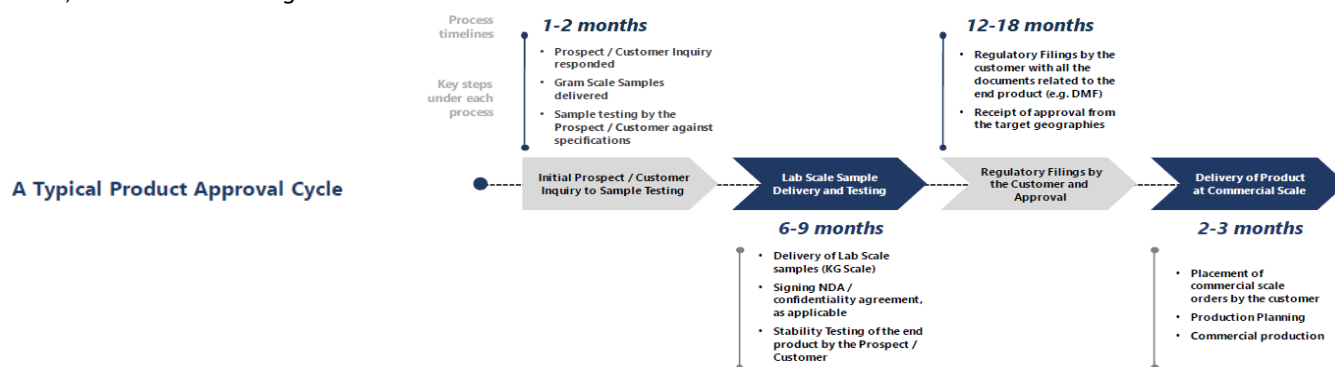 Process
timelines
Key steps
under each
process
1-2 months
• Prospect / Customer Inquiry
responded
• Gram Scale Samples
delivered
• Sample testing by the
Prospect / Customer against
specifications
12-18 months
• Regulatory Filings by the
customer with all the
documents related to the
end product (e.g. DMF)
• Receipt of approval from
the target geographies
A Typical Product Approval Cycle
Initial Prospect / Customer
Inquiry to Sample Testing
Lab Scale Sample
Delivery and Testing
Regulatory Filings by
the Customer and
Approval
Delivery of Product
at Commercial Scale
6-9 months
• Delivery of Lab Scale
samples (KG Scale)
• Signing NDA /
confidentiality agreement,
as applicable
• Stability Testing of the end
product by the Prospect /
Customer
2-3 months
• Placement of
commercial scale
orders by the customer
• Production Planning
• Commercial production